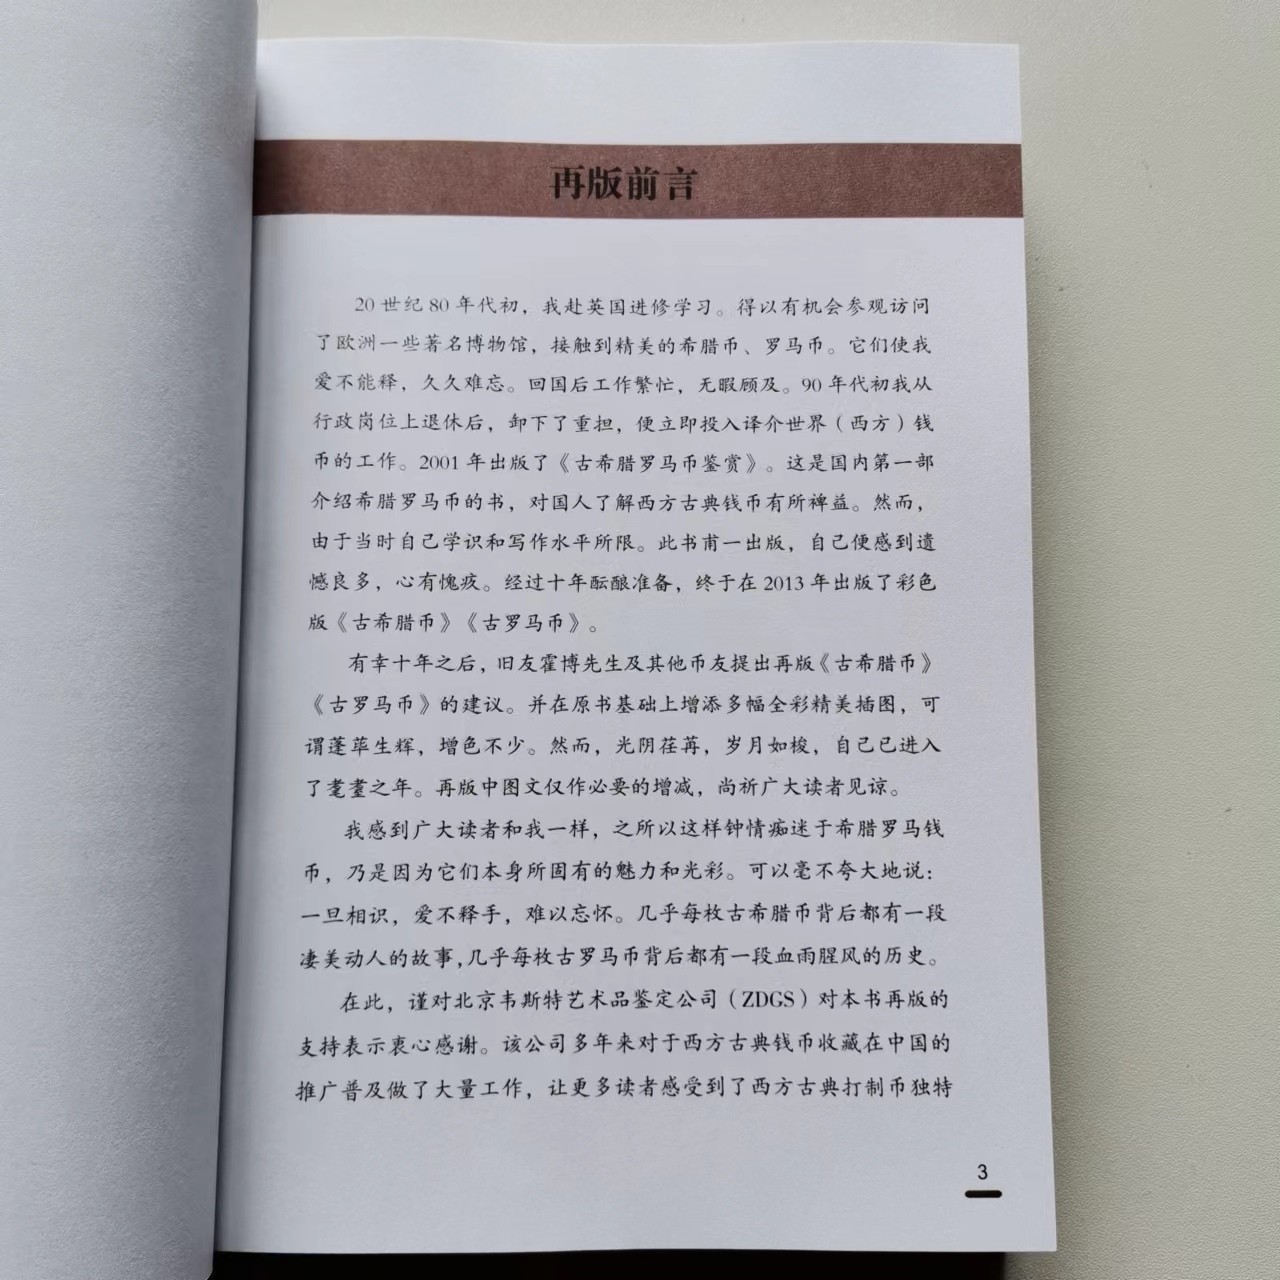 再版前言
20 世纪 80 年代初，我赴英国进修学习。得以有机会参观访问
了欧洲一些著名博物馆，接触到精美的希腊币、罗马币。它们使我
爱不能释，久久难忘。回国后工作繁忙，无暇顾及。90 年代初我从
行政岗位上退休后，卸下了重担，便立即投入译介世界（西方）钱
币的工作。2001 年出版了《古希腊罗马币鉴赏》。这是国内第一部
介绍希腊罗马币的书，对国人了解西方古典钱币有所裨益。然而，
由于当时自己学识和写作水平所限。此书甫一出版，自己便感到遗
憾良多，心有愧疚。经过十年酝酿准备，终于在 2013 年出版了彩色
版《古希腊币》《古罗马币》。
有幸十年之后，旧友霍博先生及其他币友提出再版《古希腊币》
《古罗马币》的建议。并在原书基础上增添多幅全彩精美插图，可
谓蓬荜生辉，增色不少。然而，光阴荏苒，岁月如梭，自己已进入
了耄耋之年。再版中图文仅作必要的增减，尚祈广大读者见谅。
我感到广大读者和我一样，之所以这样钟情痴迷于希腊罗马钱
币，乃是因为它们本身所固有的魅力和光彩。可以毫不夸大地说：
一旦相识，爱不释手，难以忘怀。几乎每枚古希腊币背后都有一段
凄美动人的故事,几乎每枚古罗马币背后都有一段血雨腥风的历史。
在此，谨对北京韦斯特艺术品鉴定公司（ZDGS）对本书再版的
支持表示衷心感谢。该公司多年来对于西方古典钱币收藏在中国的
推广普及做了大量工作，让更多读者感受到了西方古典打制币独特
3